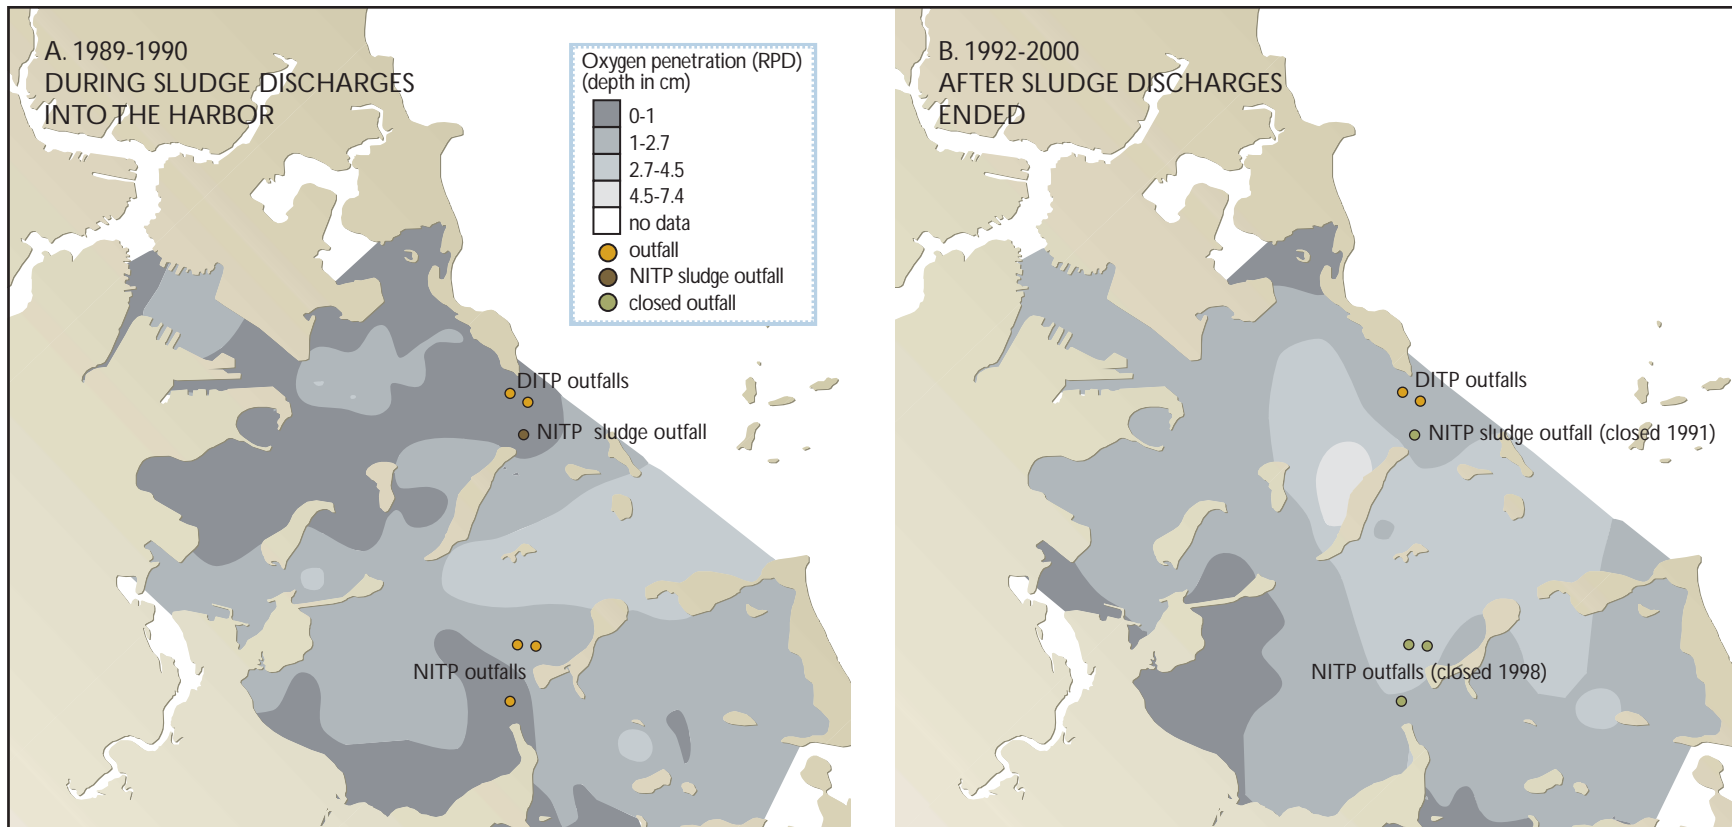 A. 1989-1990
DURING SLUDGE DISCHARGES
INTO THE HARBOR
Oxygen penetration (RPD)
(depth in cm)
0-1
1-2.7
2.7-4.5
4.5-7.4
no data
outfall
NITP sludge outfall
closed outfall
DITP outfalls
NITP sludge outfall
NITP outfalls
B. 1992-2000
AFTER SLUDGE DISCHARGES
ENDED
DITP outfalls
NITP sludge outfall (closed 1991)
NITP outfalls (closed 1998)